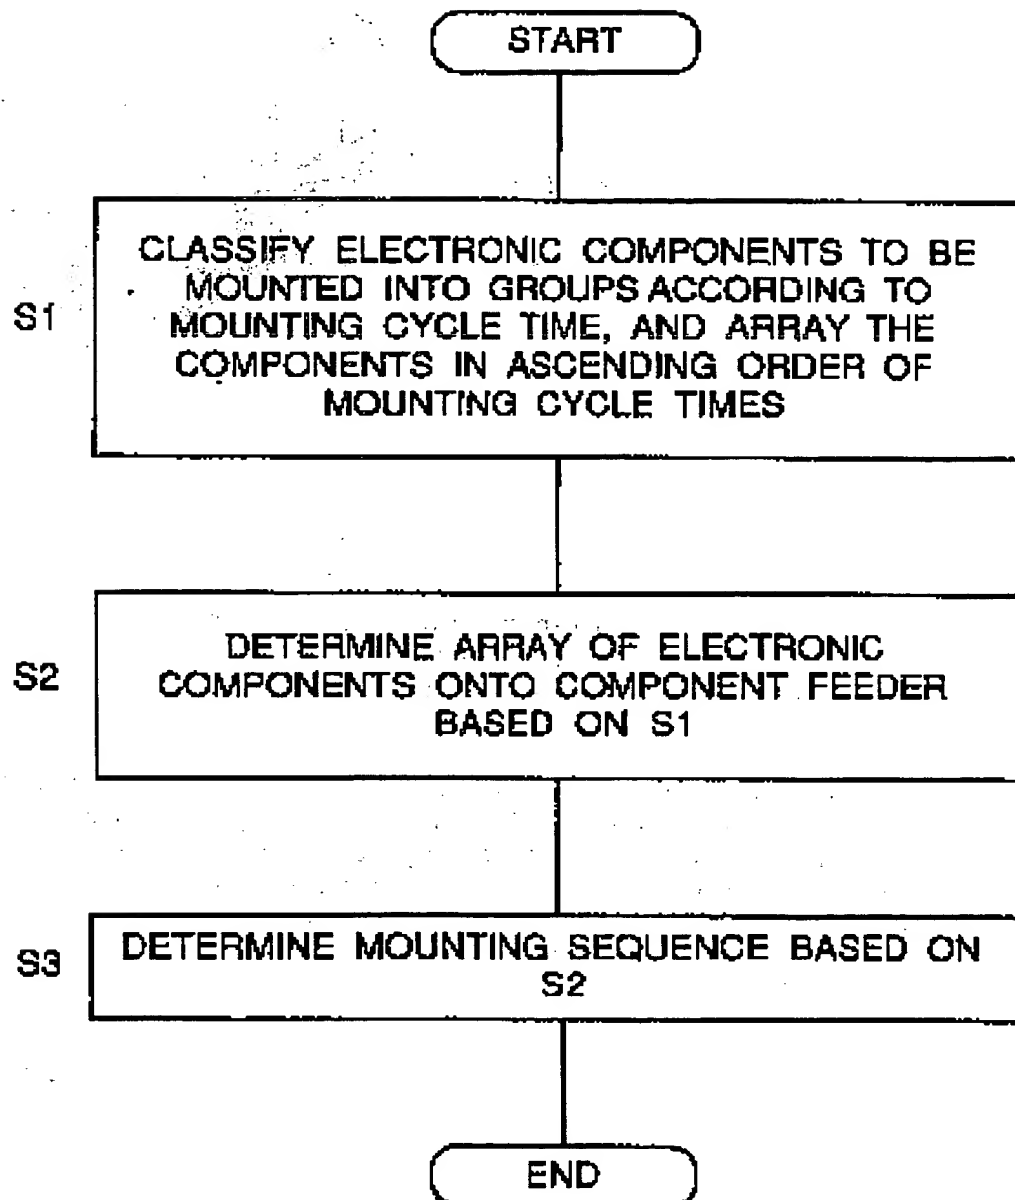 START
S1
CLASSIFY ELECTRONIC COMPONENTS TO BE
MOUNTED INTO GROUPS ACCORDING TO
MOUNTING CYCLE TIME, AND ARRAY THE
COMPONENTS IN ASCENDING ORDER OF
MOUNTING CYCLE TIMES
S2
DETERMINE ARRAY OF ELECTRONIC
COMPONENTS ONTO COMPONENT FEEDER
BASED ON S1
S3
DETERMINE MOUNTING SEQUENCE BASED ON
S2
END